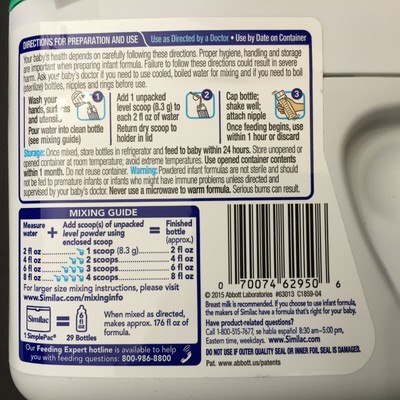 DIRECTIONS FOR PREPARATION AND USE • Use as Directed by a Doctor • Use by Date on Container
Your baby's health depends on carefully following these directions. Proper hygiene, handling and storage
are important when preparing infant formula. Failure to follow these directions could result in severe
harm. Ask your baby's doctor if you need to use cooled, boiled water for mixing and if you need to boil
(sterilize) bottles, nipples and rings before use.
1
Wash your
hands, surfaces
and utensils.
Pour water into clean bottle
(see mixing guide)
2
Add 1 unpacked
level scoop (8.3 g) to
each 2 fl oz of water
Return dry scoop to
holder in lid
3
Cap bottle;
shake well;
attach nipple
Once feeding begins, use
within 1 hour or discard
Storage: Once mixed, store bottles in refrigerator and feed to baby within 24 hours. Store unopened or
opened container at room temperature; avoid extreme temperatures. Use opened container contents
within 1 month. Do not reuse container. Warning: Powdered infant formulas are not sterile and should
not be fed to premature infants or infants who might have immune problems unless directed and
supervised by your baby's doctor. Never use a microwave to warm formula. Serious burns can result.
MIXING GUIDE
Measure water + Add scoop(s) of unpacked level powder using enclosed scoop = Finished bottle (approx.)
2 fl oz 1 scoop (8.3 g) 2 fl oz
4 fl oz 2 scoops 4 fl oz
6 fl oz 3 scoops 6 fl oz
8 fl oz 4 scoops 8 fl oz
For larger size mixing instructions, please visit
www.Similac.com/mixinginfo
Similac
1 SimplePac
=
6 fl oz
29 Bottles
When mixed as directed,
makes approx. 176 fl oz of
formula.
Our Feeding Expert hotline is available to help
you with feeding questions: 800-986-8800
0 70074 62950 6
© 2015 Abbott Laboratories #63013 C1859-04
Breast milk is recommended. If you choose to use infant formula,
the makers of Similac have a formula that's right for your baby.
Have product-related questions?
Call 1-800-515-7677, se habla español 8:30 am–5:00 pm,
Eastern time, weekdays. www.Similac.com
DO NOT USE IF OUTER QUALITY SEAL OR INNER FOIL SEAL IS DAMAGED
Pat. www.abbott.us/patents